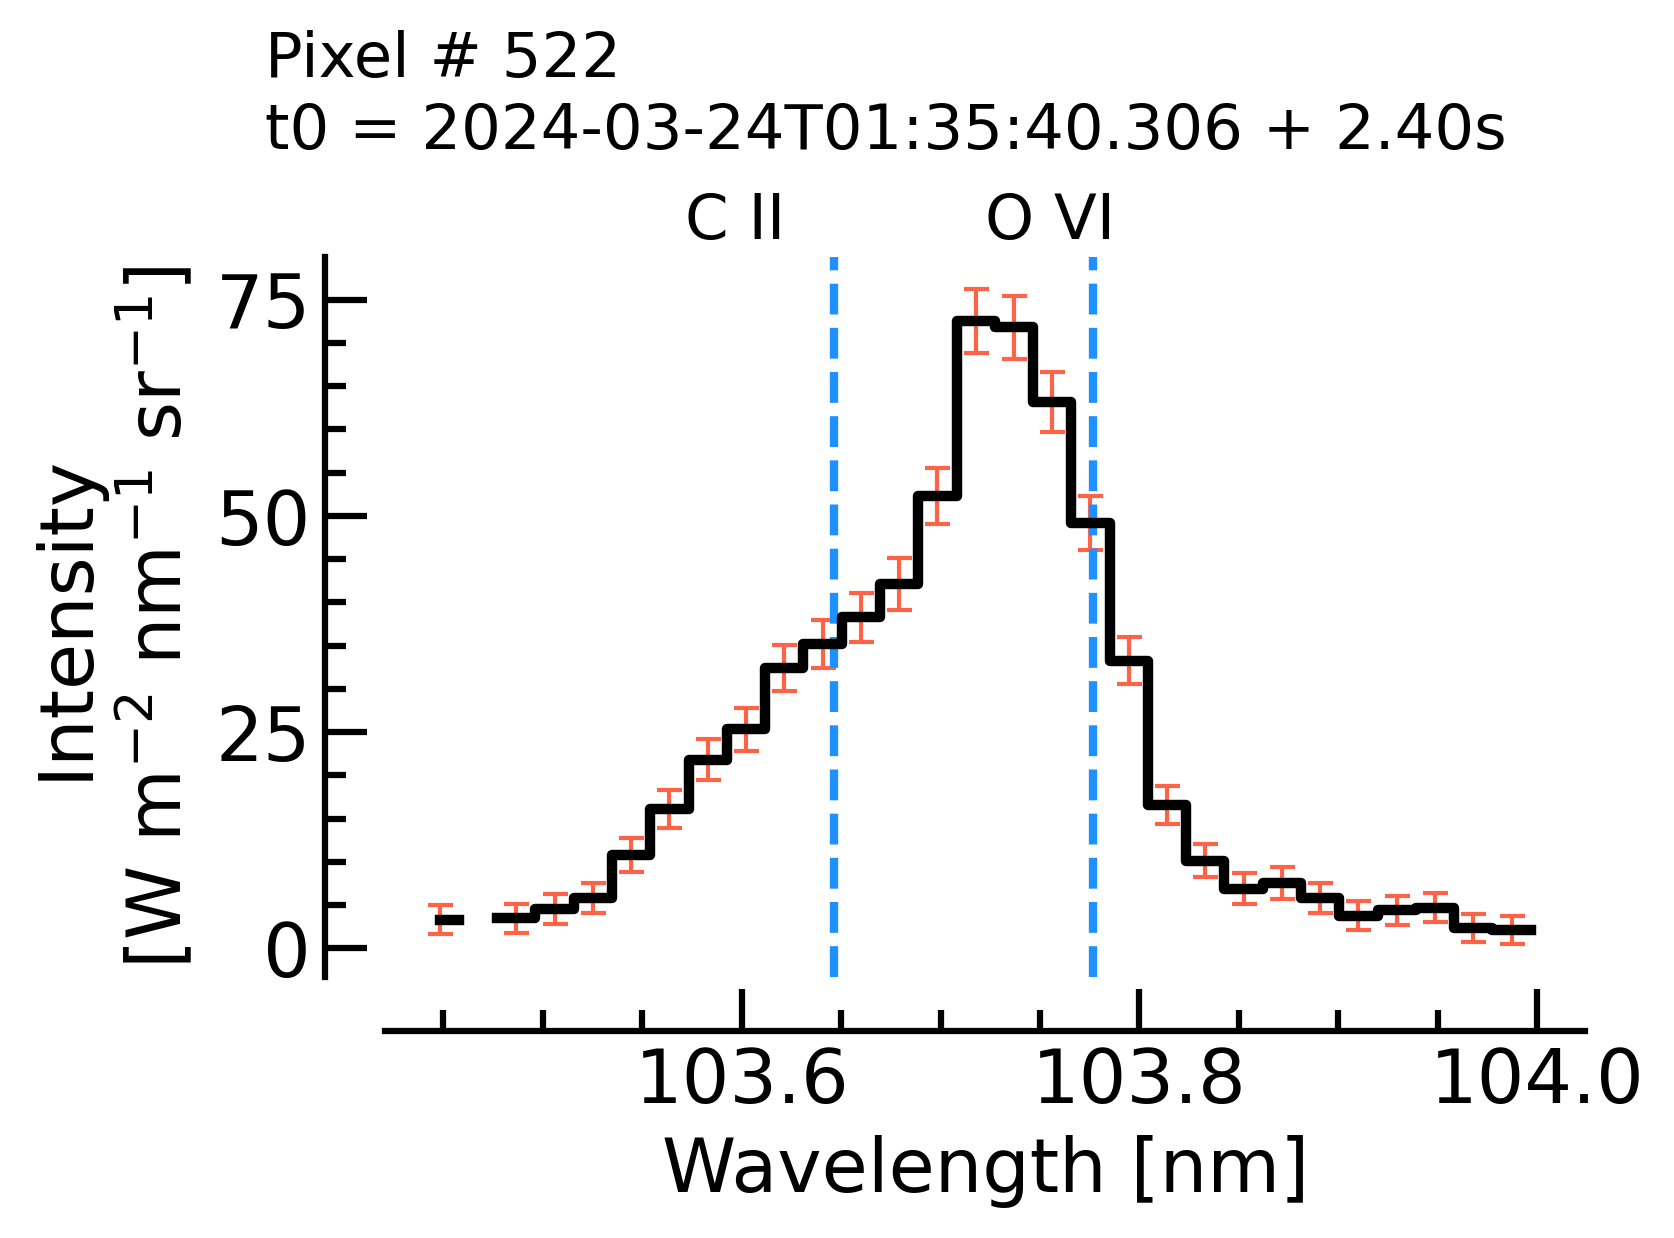 Pixel # 522
t0 = 2024-03-24T01:35:40.306 + 2.40s
C II
O VI
Intensity
[W m⁻² nm⁻¹ sr⁻¹]
75
50
25
0
103.6
103.8
104.0
Wavelength [nm]